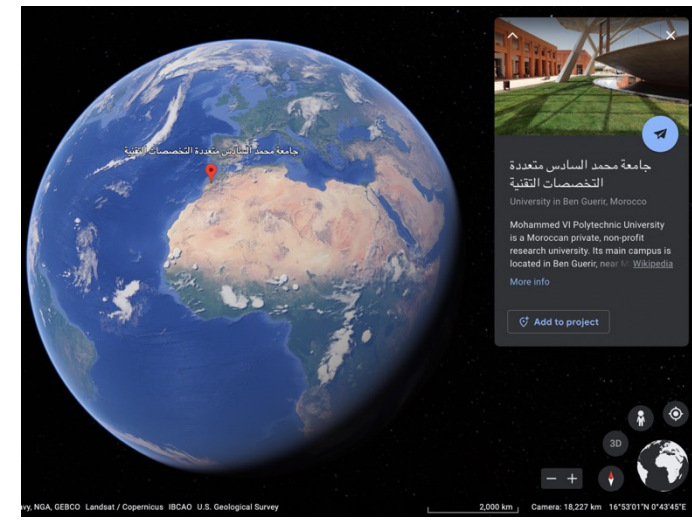 جامعة محمد السادس متعددة التخصصات التقنية
جامعة محمد السادس متعددة
التخصصات التقنية
University in Ben Guerir, Morocco
Mohammed VI Polytechnic University
is a Moroccan private, non-profit
research university. Its main campus is
located in Ben Guerir, near Wikipedia
More info
Add to project
3D
NGA, GEBCO Landsat / Copernicus IBCAO U.S. Geological Survey
2,000 km
Camera: 18,227 km 16°53'01"N 0°43'45"E